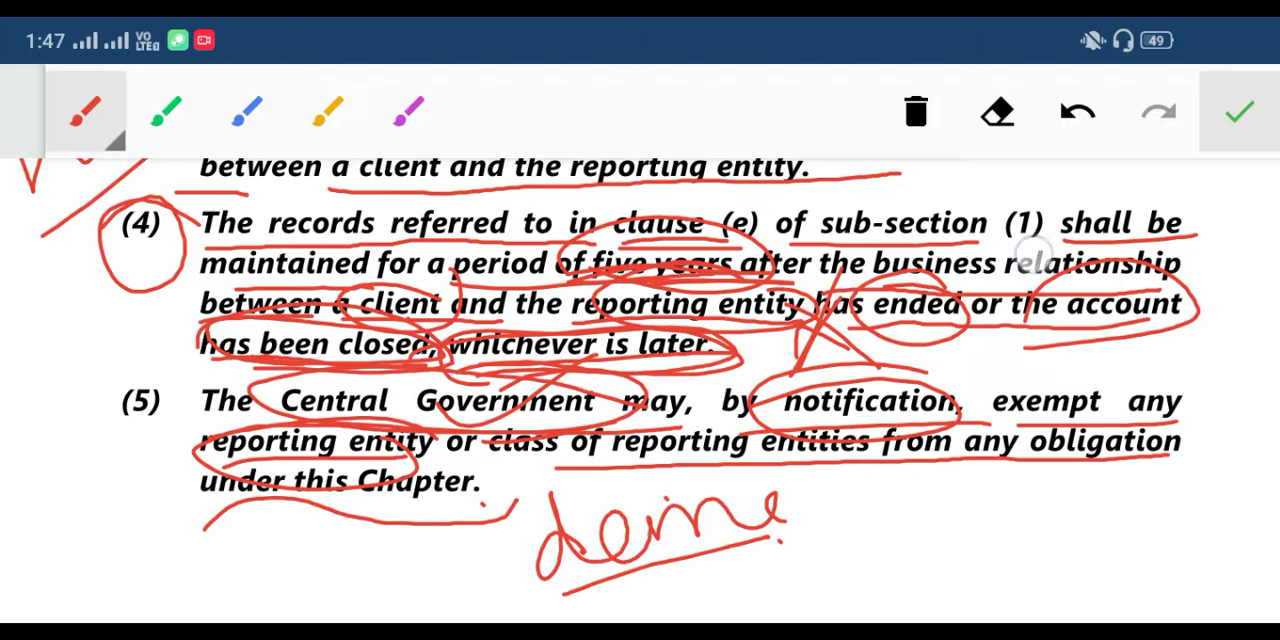 1:47 VO LTE 49
between a client and the reporting entity.
(4) The records referred to in clause (e) of sub-section (1) shall be
maintained for a period of five years after the business relationship
between a client and the reporting entity has ended or the account
has been closed, whichever is later.
(5) The Central Government may, by notification, exempt any
reporting entity or class of reporting entities from any obligation
under this Chapter.